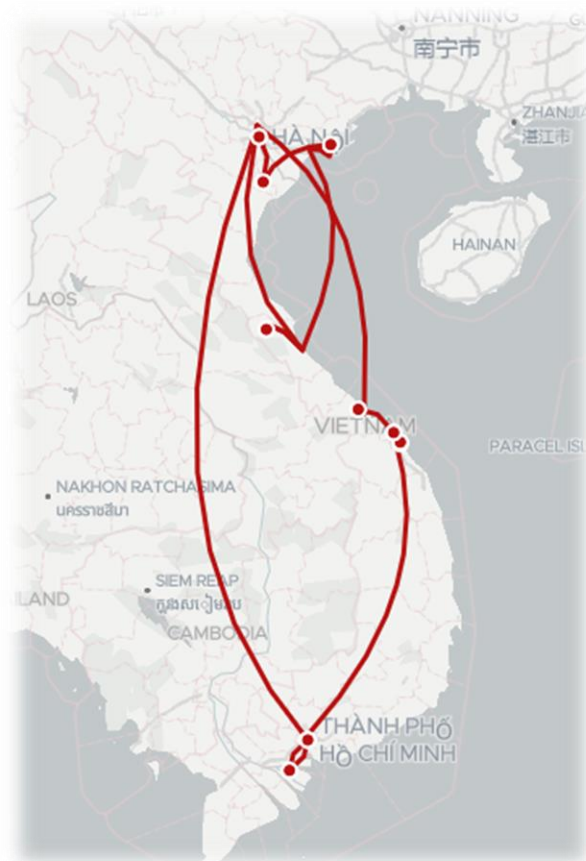 NANNING
南宁市
ZHANJIA
湛江市
HÀ NỘI
HAINAN
LAOS
VIETNAM
PARACEL ISL
NAKHON RATCHASIMA
นครราชสีมา
SIEM REAP
LAND
CAMBODIA
THÀNH PHỐ
HỒ CHÍ MINH